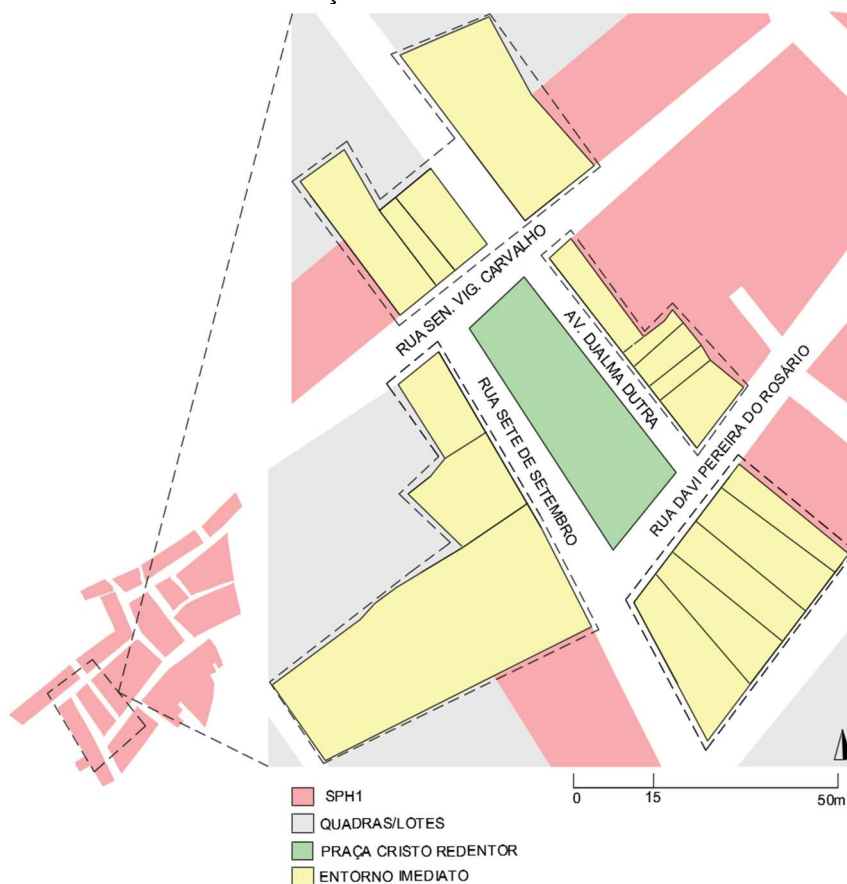 RUA SEN. VIG. CARVALHO
AV. DJALMA DUTRA
RUA SETE DE SETEMBRO
RUA DAVI PEREIRA DO ROSÁRIO
SPH1
QUADRAS/LOTES
PRAÇA CRISTO REDENTOR
ENTORNO IMEDIATO
0 15 50m